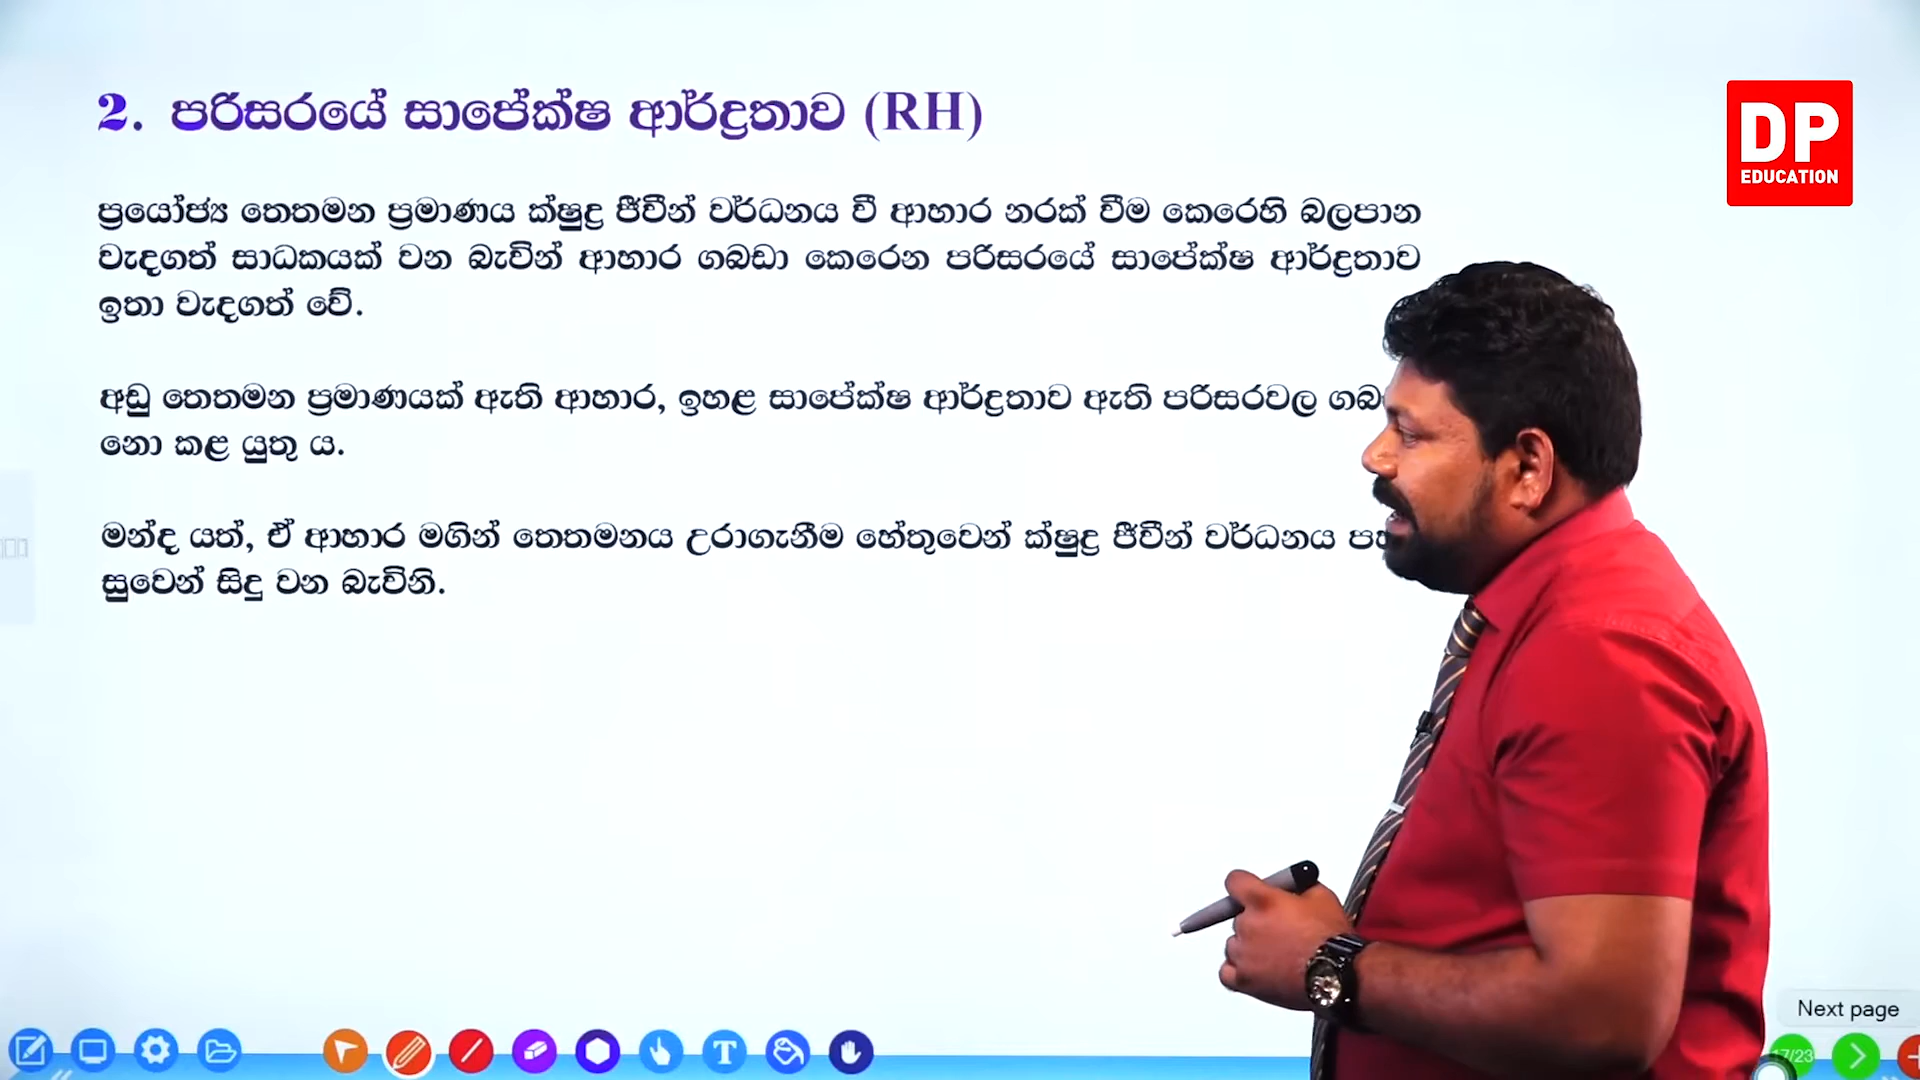 2. පරිසරයේ සාපේක්ෂ ආර්ද්‍රතාව (RH)
DP
EDUCATION
ප්‍රයෝජ්‍ය තෙතමන ප්‍රමාණය ක්ෂුද්‍ර ජීවීන් වර්ධනය වී ආහාර නරක් වීම කෙරෙහි බලපාන
වැදගත් සාධකයක් වන බැවින් ආහාර ගබඩා කෙරෙන පරිසරයේ සාපේක්ෂ ආර්ද්‍රතාව
ඉතා වැදගත් වේ.
අඩු තෙතමන ප්‍රමාණයක් ඇති ආහාර, ඉහළ සාපේක්ෂ ආර්ද්‍රතාව ඇති පරිසරවල
නො කළ යුතු ය.
මන්ද යත්, ඒ ආහාර මගින් තෙතමනය උරාගැනීම හේතුවෙන් ක්ෂුද්‍ර ජීවීන් වර්ධනය
සුවෙන් සිදු වන බැවිනි.
Next page
17/23